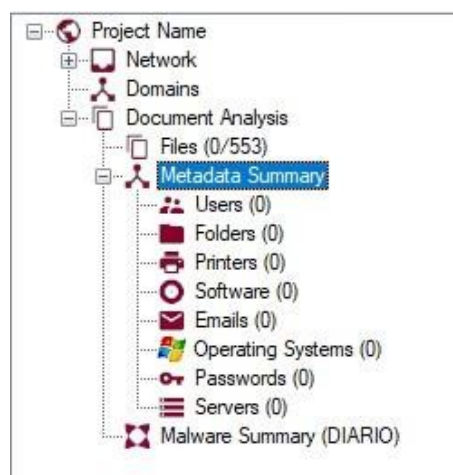 Project Name
Network
Domains
Document Analysis
Files (0/553)
Metadata Summary
Users (0)
Folders (0)
Printers (0)
Software (0)
Emails (0)
Operating Systems (0)
Passwords (0)
Servers (0)
Malware Summary (DIARIO)